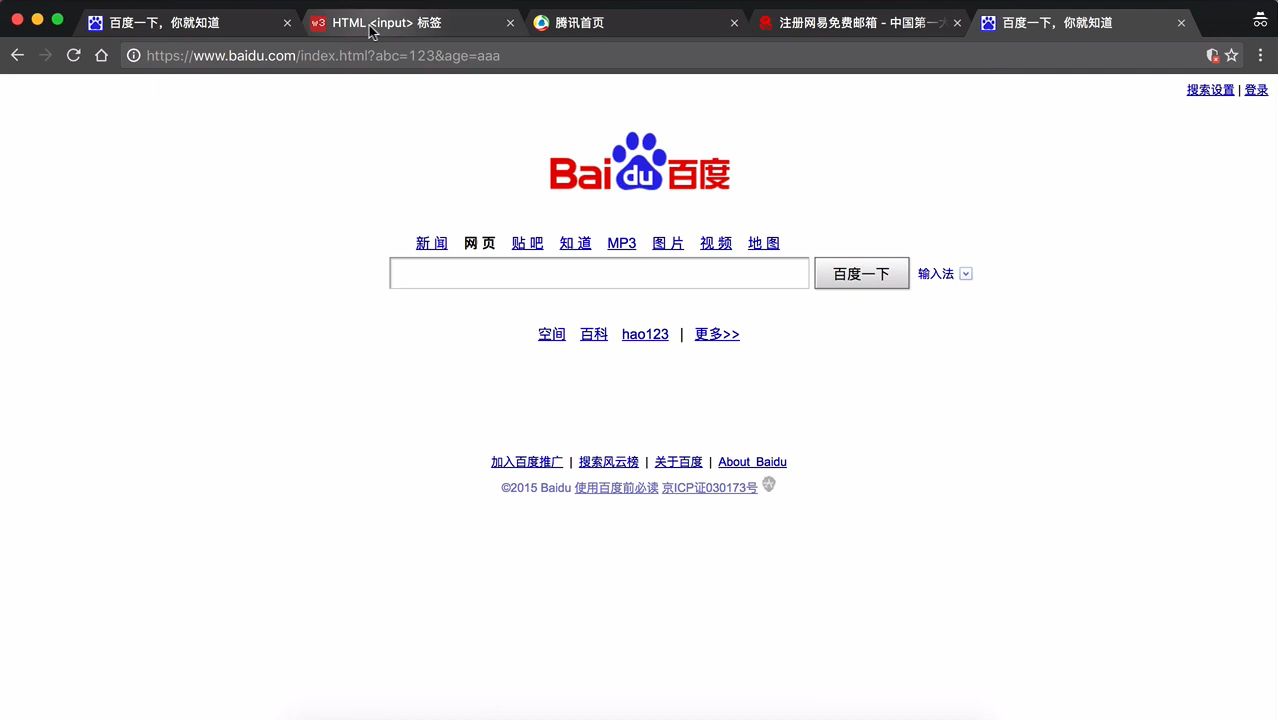 百度一下，你就知道
HTML <input> 标签
腾讯首页
注册网易免费邮箱 - 中国第一大
百度一下，你就知道
https://www.baidu.com/index.html?abc=123&age=aaa
搜索设置 | 登录
Bai du 百度
新 闻 网 页 贴 吧 知 道 MP3 图 片 视 频 地 图
百度一下 输入法
空间 百科 hao123 | 更多>>
加入百度推广 | 搜索风云榜 | 关于百度 | About Baidu
©2015 Baidu 使用百度前必读 京ICP证030173号